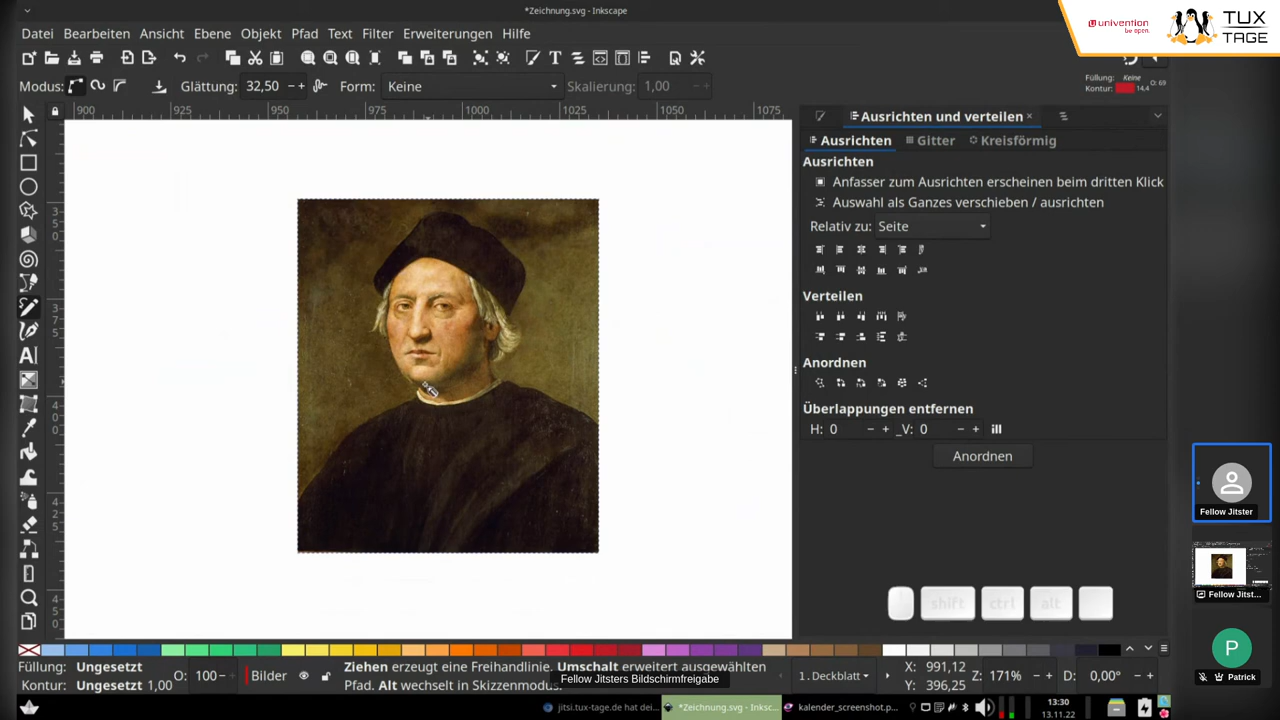 *Zeichnung.svg - Inkscape
univention
be open.
TUX
TAGE
Datei Bearbeiten Ansicht Ebene Objekt Pfad Text Filter Erweiterungen Hilfe
Modus: Glättung: 32,50 Form: Keine Skalierung: 1,00
Füllung: Keine
Kontur: 14,4 O: 69
900 925 950 975 1000 1025 1050 1075
Ausrichten und verteilen
Ausrichten Gitter Kreisförmig
Ausrichten
Anfasser zum Ausrichten erscheinen beim dritten Klick
Auswahl als Ganzes verschieben / ausrichten
Relativ zu: Seite
Verteilen
Anordnen
Überlappungen entfernen
H: 0 V: 0
Anordnen
shift ctrl alt
Fellow Jitster
Fellow Jitst...
P
Patrick
Füllung: Ungesetzt
Kontur: Ungesetzt 1,00
O: 100
Bilder
Ziehen erzeugt eine Freihandlinie. Umschalt erweitert ausgewählten
Pfad. Alt wechselt in Skizzenmodus.
Fellow Jitsters Bildschirmfreigabe
1. Deckblatt
X: 991,12
Y: 396,25
Z: 171%
D: 0,00°
jitsi.tux-tage.de hat dei...
*Zeichnung.svg - Inksc...
kalender_screenshot.p...
13:30
13.11.22